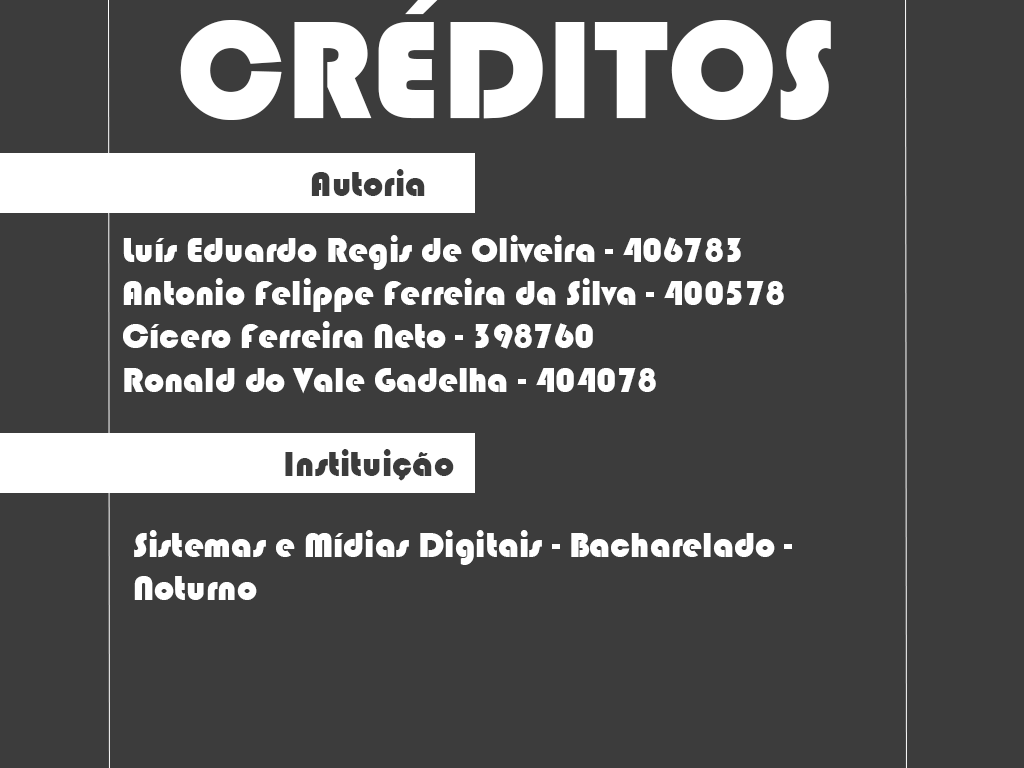 CRÉDITOS
Autoria
Luís Eduardo Regis de Oliveira - 406783
Antonio Felippe Ferreira da Silva - 400578
Cícero Ferreira Neto - 398760
Ronald do Vale Gadelha - 404078
Instituição
Sistemas e Mídias Digitais - Bacharelado -
Noturno